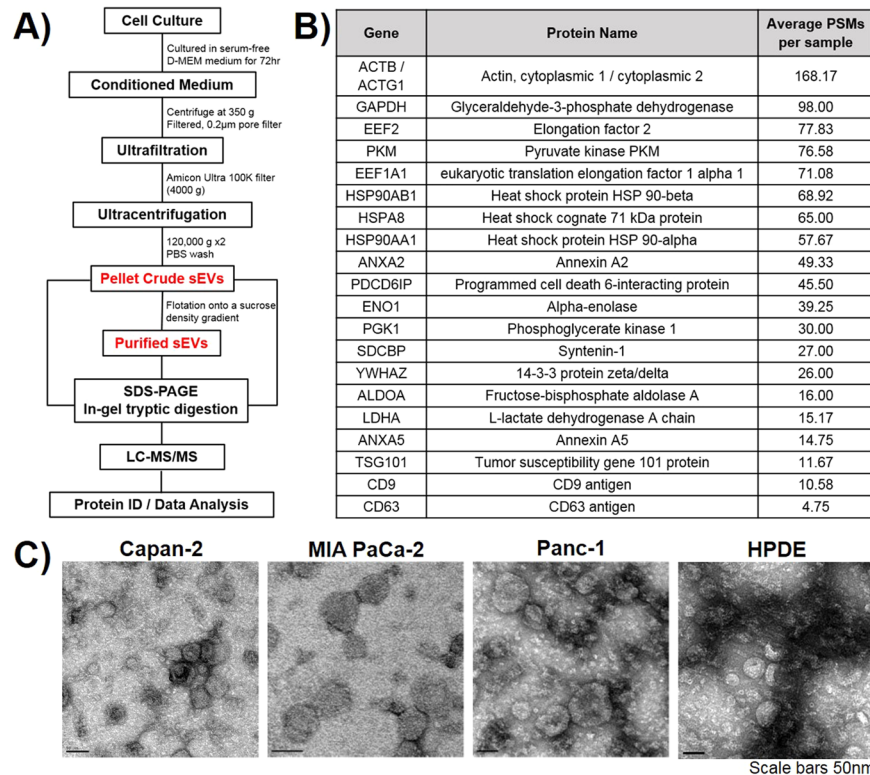 A)
Cell Culture
Cultured in serum-free
D-MEM medium for 72hr
Conditioned Medium
Centrifuge at 350 g
Filtered, 0.2µm pore filter
Ultrafiltration
Amicon Ultra 100K filter
(4000 g)
Ultracentrifugation
120,000 g x2
PBS wash
Pellet Crude sEVs
Flotation onto a sucrose
density gradient
Purified sEVs
SDS-PAGE
In-gel tryptic digestion
LC-MS/MS
Protein ID / Data Analysis
B)
Gene Protein Name Average PSMs per sample
ACTB / ACTG1 Actin, cytoplasmic 1 / cytoplasmic 2 168.17
GAPDH Glyceraldehyde-3-phosphate dehydrogenase 98.00
EEF2 Elongation factor 2 77.83
PKM Pyruvate kinase PKM 76.58
EEF1A1 eukaryotic translation elongation factor 1 alpha 1 71.08
HSP90AB1 Heat shock protein HSP 90-beta 68.92
HSPA8 Heat shock cognate 71 kDa protein 65.00
HSP90AA1 Heat shock protein HSP 90-alpha 57.67
ANXA2 Annexin A2 49.33
PDCD6IP Programmed cell death 6-interacting protein 45.50
ENO1 Alpha-enolase 39.25
PGK1 Phosphoglycerate kinase 1 30.00
SDCBP Syntenin-1 27.00
YWHAZ 14-3-3 protein zeta/delta 26.00
ALDOA Fructose-bisphosphate aldolase A 16.00
LDHA L-lactate dehydrogenase A chain 15.17
ANXA5 Annexin A5 14.75
TSG101 Tumor susceptibility gene 101 protein 11.67
CD9 CD9 antigen 10.58
CD63 CD63 antigen 4.75
C)
Capan-2 MIA PaCa-2 Panc-1 HPDE
Scale bars 50nm